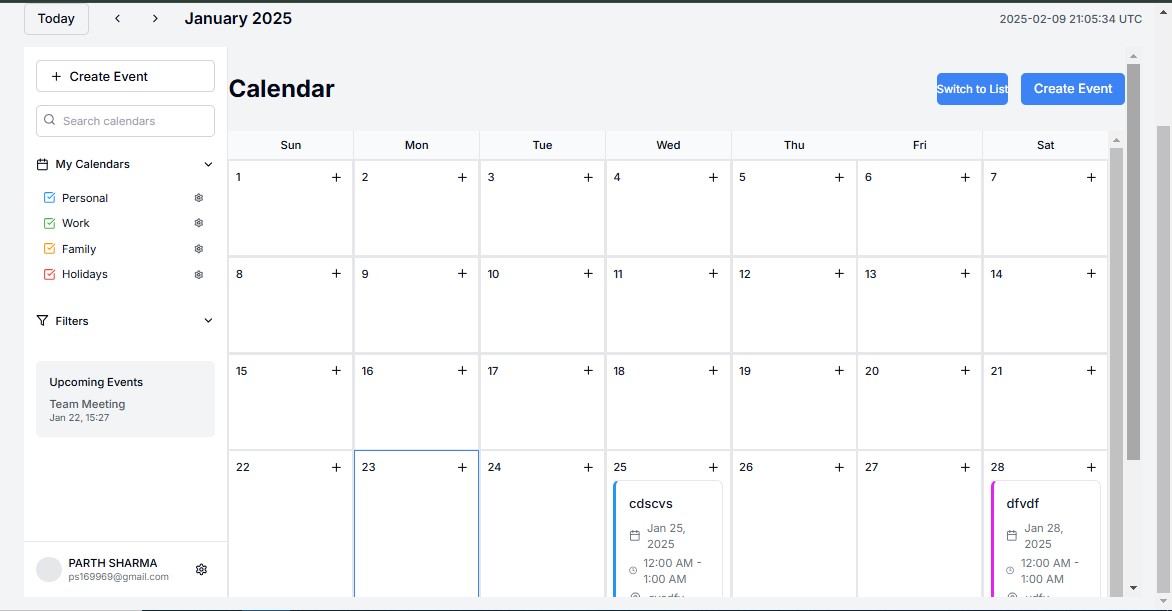 Today
January 2025
2025-02-09 21:05:34 UTC
+ Create Event
Search calendars
My Calendars
Personal
Work
Family
Holidays
Filters
Upcoming Events
Team Meeting
Jan 22, 15:27
PARTH SHARMA
ps169969@gmail.com
Calendar
Switch to List
Create Event
Sun Mon Tue Wed Thu Fri Sat
1 + 2 + 3 + 4 + 5 + 6 + 7 +
8 + 9 + 10 + 11 + 12 + 13 + 14 +
15 + 16 + 17 + 18 + 19 + 20 + 21 +
22 + 23 + 24 + 25 + 26 + 27 + 28 +
cdscvs
Jan 25,
2025
12:00 AM -
1:00 AM
dfvdf
Jan 28,
2025
12:00 AM -
1:00 AM